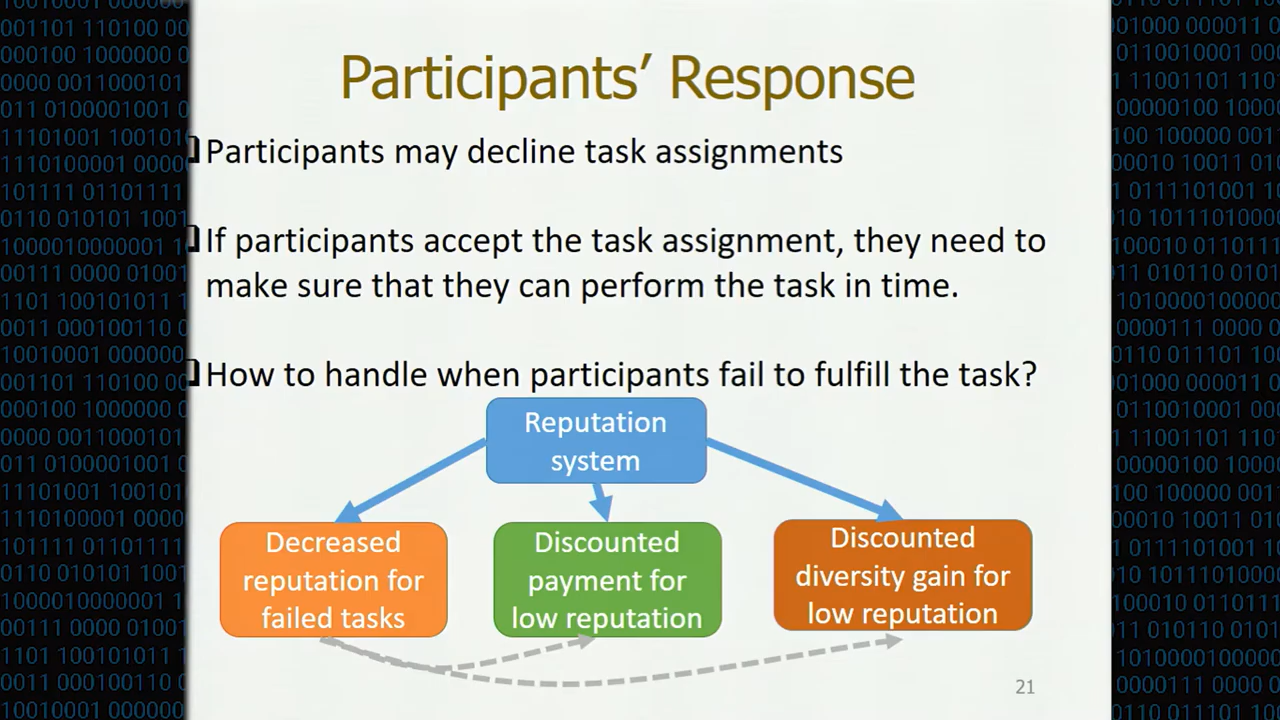 Participants’ Response
Participants may decline task assignments
If participants accept the task assignment, they need to
make sure that they can perform the task in time.
How to handle when participants fail to fulfill the task?
Reputation
system
Decreased
reputation for
failed tasks
Discounted
payment for
low reputation
Discounted
diversity gain for
low reputation
21